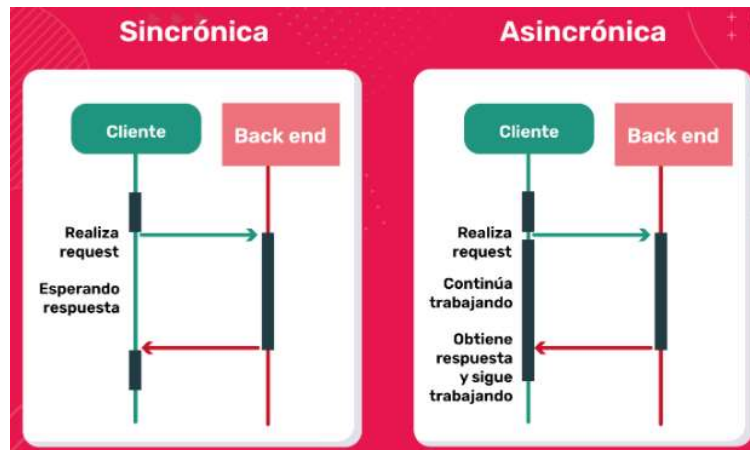 Sincrónica
Cliente
Back end
Realiza
request
Esperando
respuesta
Asincrónica
Cliente
Back end
Realiza
request
Continúa
trabajando
Obtiene
respuesta
y sigue
trabajando